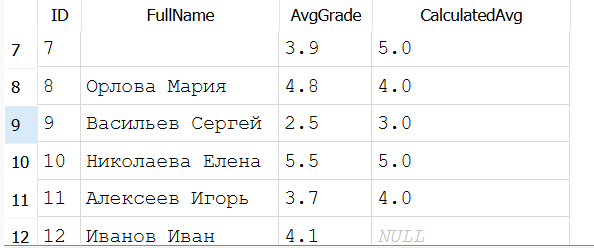 ID FullName AvgGrade CalculatedAvg
7 7 3.9 5.0
8 8 Орлова Мария 4.8 4.0
9 9 Васильев Сергей 2.5 3.0
10 10 Николаева Елена 5.5 5.0
11 11 Алексеев Игорь 3.7 4.0
12 12 Иванов Иван 4.1 NULL